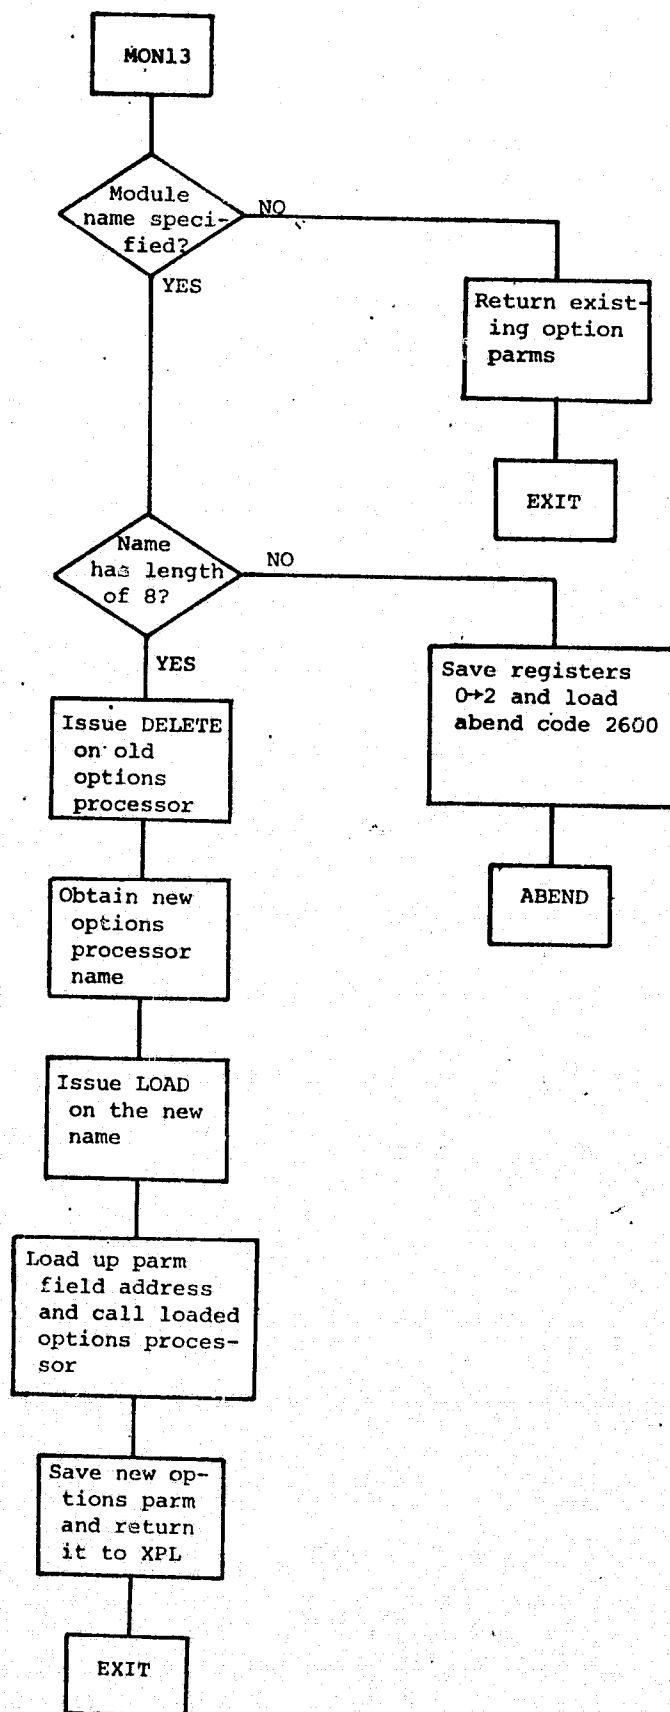 MON13
Module
name speci-
fied?
NO
YES
Return exist-
ing option
parms
EXIT
Name
has length
of 8?
NO
YES
Save registers
0→2 and load
abend code 2600
ABEND
Issue DELETE
on old
options
processor
Obtain new
options
processor
name
Issue LOAD
on the new
name
Load up parm
field address
and call loaded
options proces-
sor
Save new op-
tions parm
and return
it to XPL
EXIT